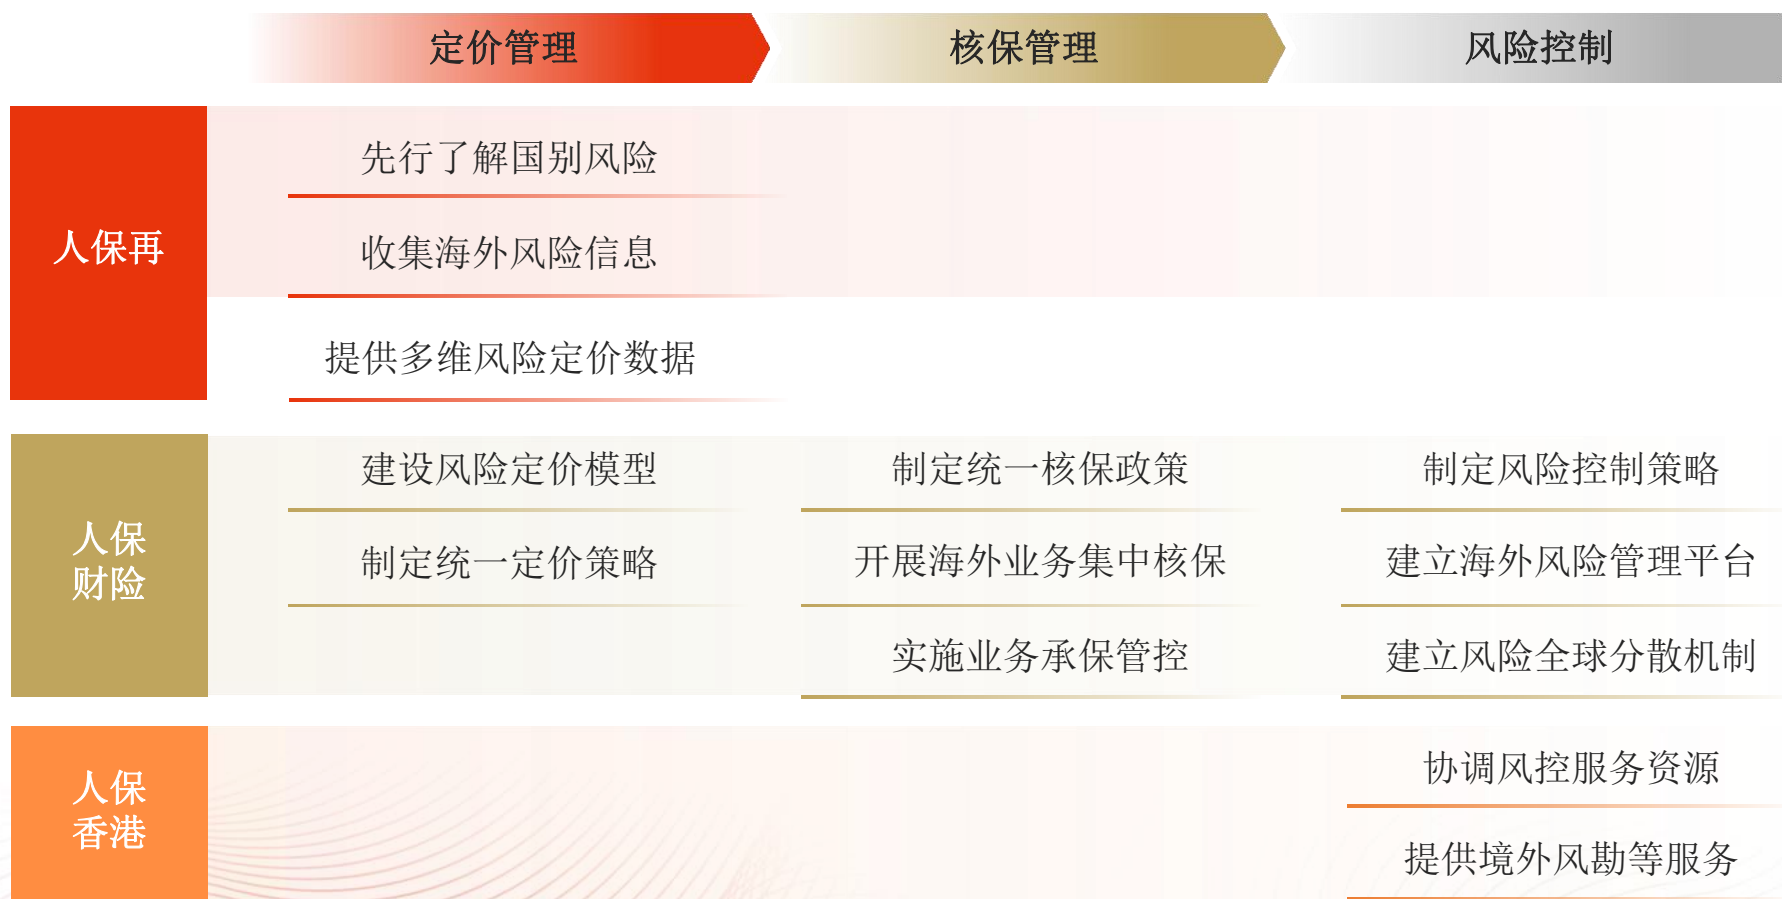 定价管理
核保管理
风险控制
人保再
先行了解国别风险
收集海外风险信息
提供多维风险定价数据
人保
财险
建设风险定价模型
制定统一核保政策
制定风险控制策略
制定统一定价策略
开展海外业务集中核保
建立海外风险管理平台
实施业务承保管控
建立风险全球分散机制
人保
香港
协调风控服务资源
提供境外风勘等服务